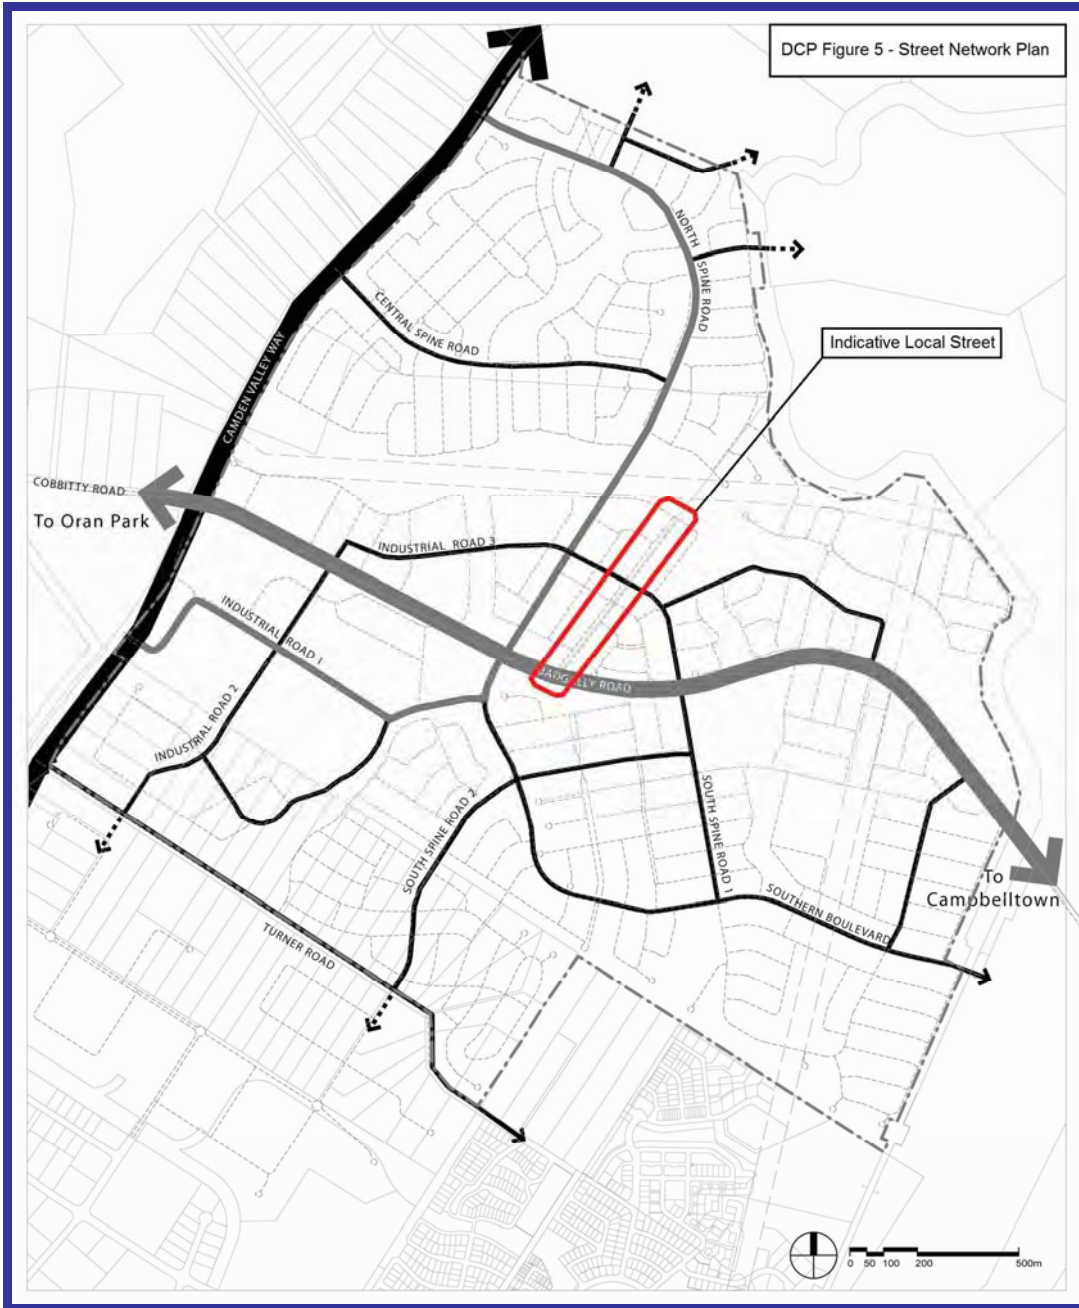 DCP Figure 5 - Street Network Plan
NORTH SPINE ROAD
CENTRAL SPINE ROAD
Indicative Local Street
CAMDEN VALLEY WAY
COBBITTY ROAD
To Oran Park
INDUSTRIAL ROAD 3
INDUSTRIAL ROAD 1
BADGALLY ROAD
INDUSTRIAL ROAD 2
SOUTH SPINE ROAD 2
SOUTH SPINE ROAD 1
To
Campbelltown
SOUTHERN BOULEVARD
TURNER ROAD
0 50 100 200 500m